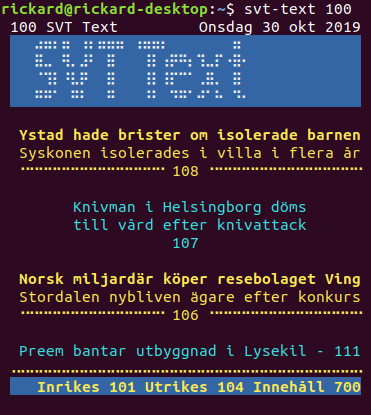 rickard@rickard-desktop:~$ svt-text 100
100 SVT Text Onsdag 30 okt 2019
SVT Text
Ystad hade brister om isolerade barnen
Syskonen isolerades i villa i flera år
108
Knivman i Helsingborg döms
till vård efter knivattack
107
Norsk miljardär köper resebolaget Ving
Stordalen nybliven ägare efter konkurs
106
Preem bantar utbyggnad i Lysekil - 111
Inrikes 101 Utrikes 104 Innehåll 700